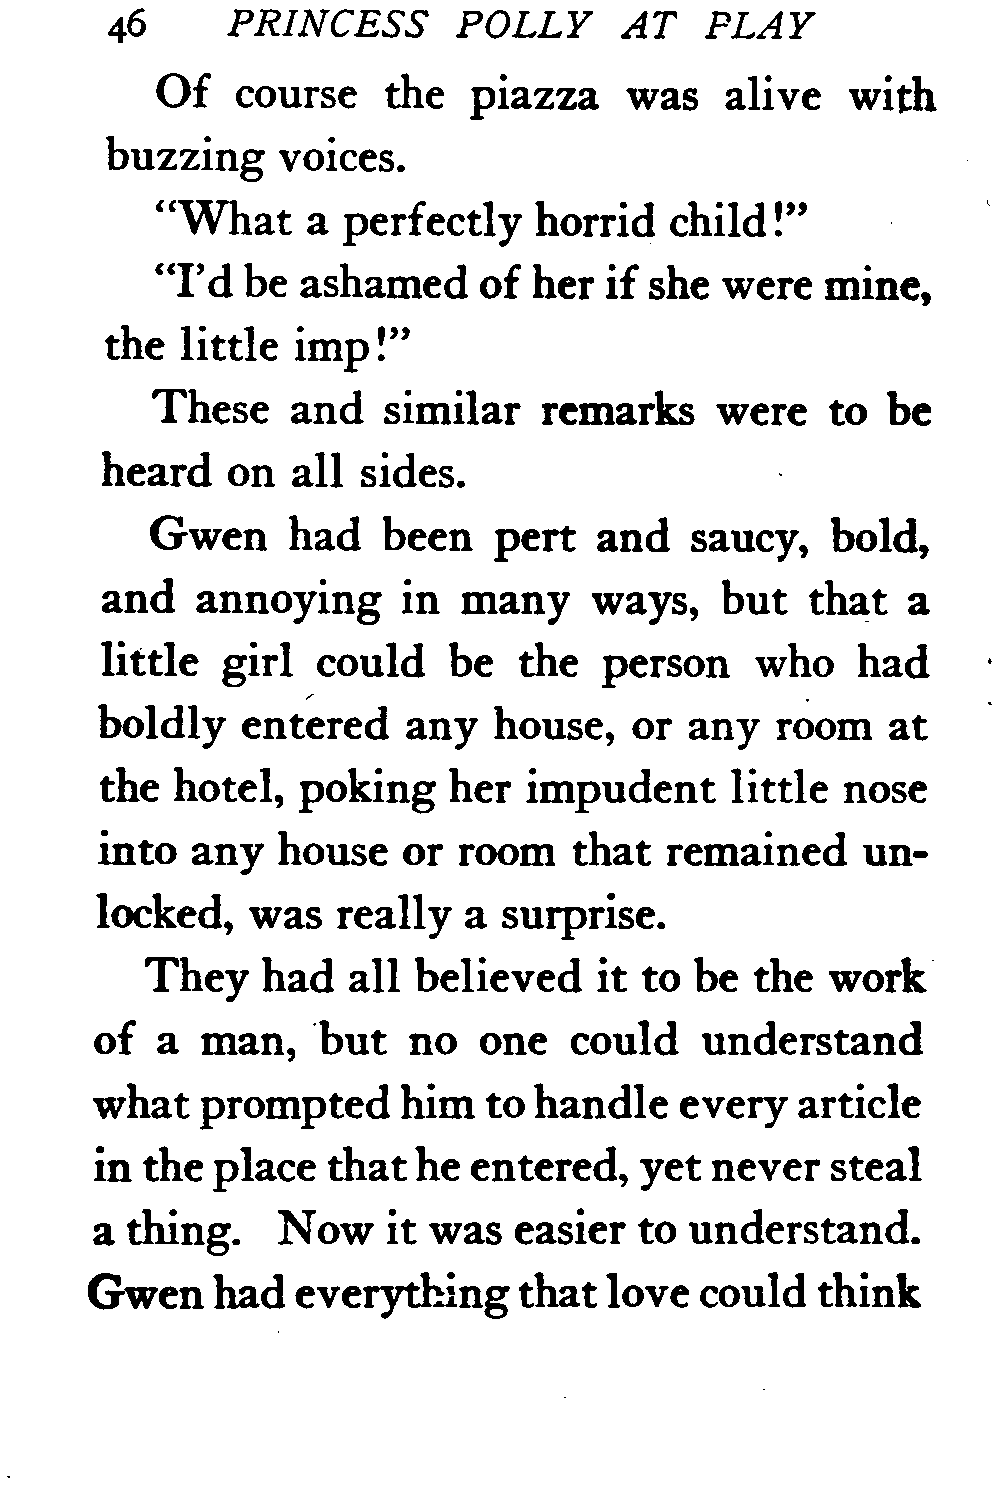 46 PRINCESS POLLY AT PLAY
Of course the piazza was alive with
buzzing voices.
“What a perfectly horrid child!”
“I’d be ashamed of her if she were mine,
the little imp!”
These and similar remarks were to be
heard on all sides.
Gwen had been pert and saucy, bold,
and annoying in many ways, but that a
little girl could be the person who had
boldly entered any house, or any room at
the hotel, poking her impudent little nose
into any house or room that remained un-
locked, was really a surprise.
They had all believed it to be the work
of a man, but no one could understand
what prompted him to handle every article
in the place that he entered, yet never steal
a thing. Now it was easier to understand.
Gwen had everything that love could think